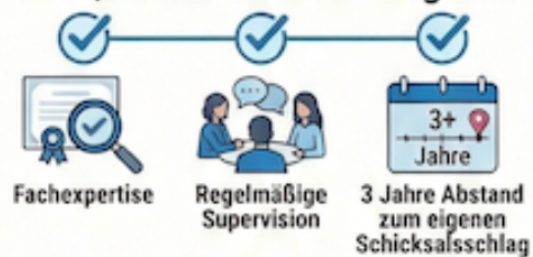 3+
Jahre
Fachexpertise
Regelmäßige
Supervision
3 Jahre Abstand
zum eigenen
Schicksalsschlag